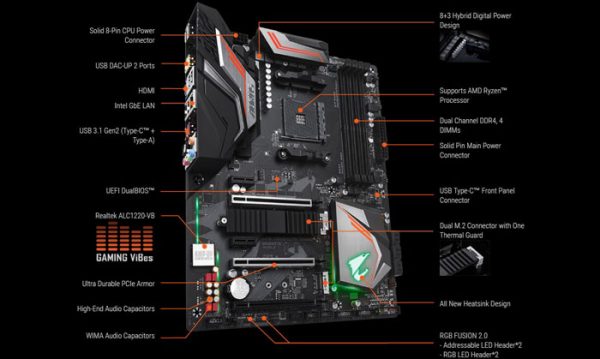 Solid 8-Pin CPU Power
Connector
USB DAC-UP 2 Ports
HDMI
Intel GbE LAN
USB 3.1 Gen2 (Type-C™ +
Type-A)
UEFI DualBIOS™
Realtek ALC1220-VB
GAMING ViBes
Ultra Durable PCIe Armor
High-End Audio Capacitors
WIMA Audio Capacitors
8+3 Hybrid Digital Power
Design
Supports AMD Ryzen™
Processor
Dual Channel DDR4, 4
DIMMs
Solid Pin Main Power
Connector
USB Type-C™ Front Panel
Connector
Dual M.2 Connector with One
Thermal Guard
All New Heatsink Design
RGB FUSION 2.0
- Addressable LED Header*2
- RGB LED Header*2